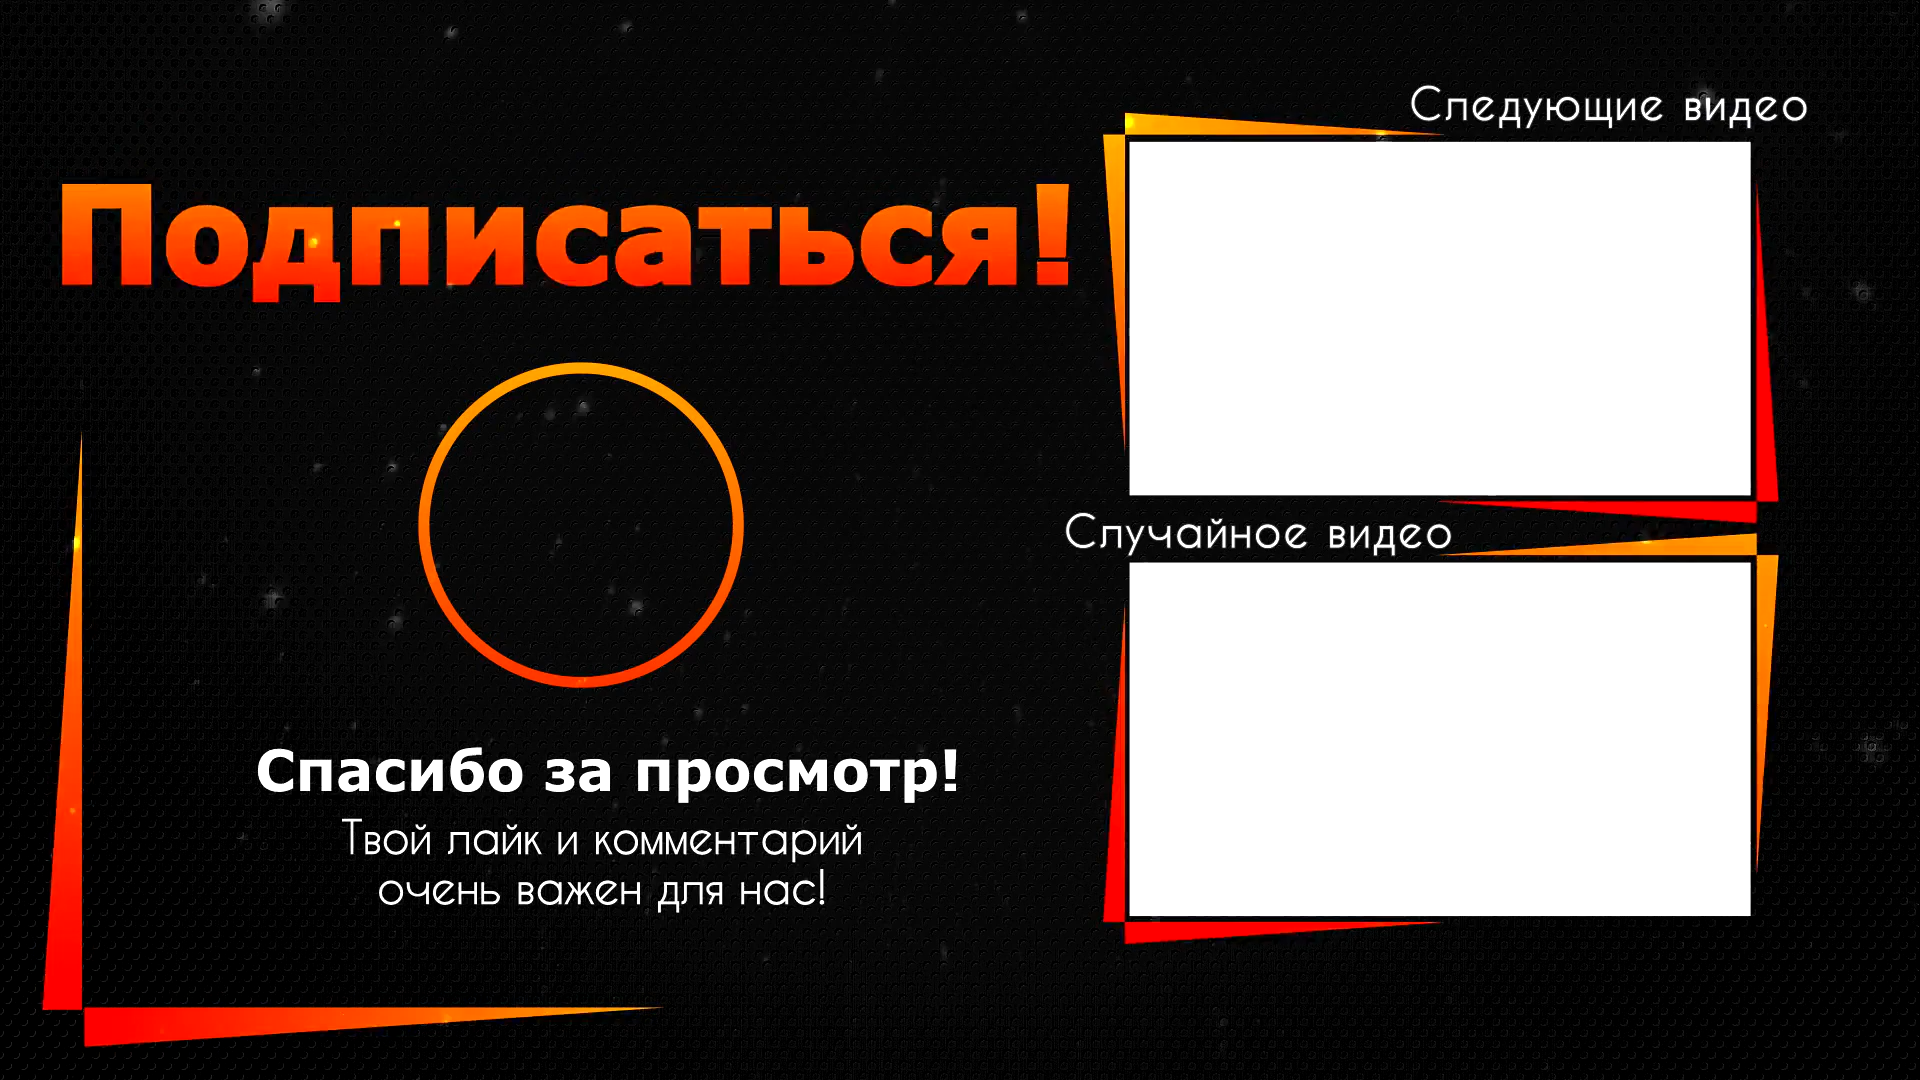 Следующие видео
Подписаться!
Случайное видео
Спасибо за просмотр!
Твой лайк и комментарий
очень важен для нас!